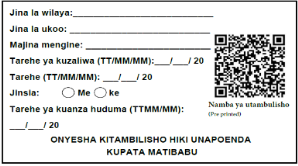 Jina la wilaya:___________________________
Jina la ukoo: ___________________________
Majina mengine: ________________________
Tarehe ya kuzaliwa (TT/MM/MM):___/___/ 20
Tarehe (TT/MM/MM): ___/___/ 20
Jinsia: Me ke
Tarehe ya kuanza huduma (TTMM/MM):
___/___/ 20
Namba ya utambulisho
(Pre printed)
ONYESHA KITAMBILISHO HIKI UNAPOENDA
KUPATA MATIBABU